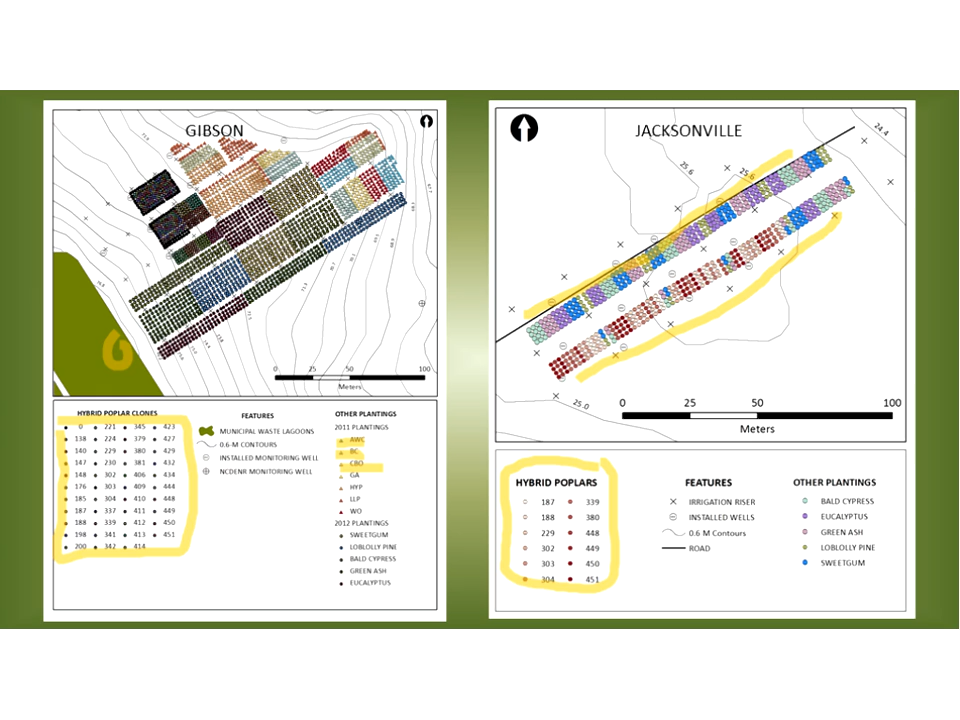 GIBSON
0 25 50 100
Meters
HYBRID POPLAR CLONES
0 221 345 423
138 224 379 427
140 229 380 429
147 230 381 432
148 302 406 434
176 303 409 444
185 304 410 448
187 337 411 449
188 339 412 450
198 341 413 451
200 342 414
FEATURES
MUNICIPAL WASTE LAGOONS
0.6-M CONTOURS
INSTALLED MONITORING WELL
NCDENR MONITORING WELL
OTHER PLANTINGS
2011 PLANTINGS
AWC
BC
CBO
GA
HYP
LLP
WO
2012 PLANTINGS
SWEETGUM
LOBLOLLY PINE
BALD CYPRESS
GREEN ASH
EUCALYPTUS
JACKSONVILLE
24.4
25.6
25.6
25.0
0 25 50 100
Meters
HYBRID POPLARS
187 339
188 380
229 448
302 449
303 450
304 451
FEATURES
IRRIGATION RISER
INSTALLED WELLS
0.6 M Contours
ROAD
OTHER PLANTINGS
BALD CYPRESS
EUCALYPTUS
GREEN ASH
LOBLOLLY PINE
SWEETGUM